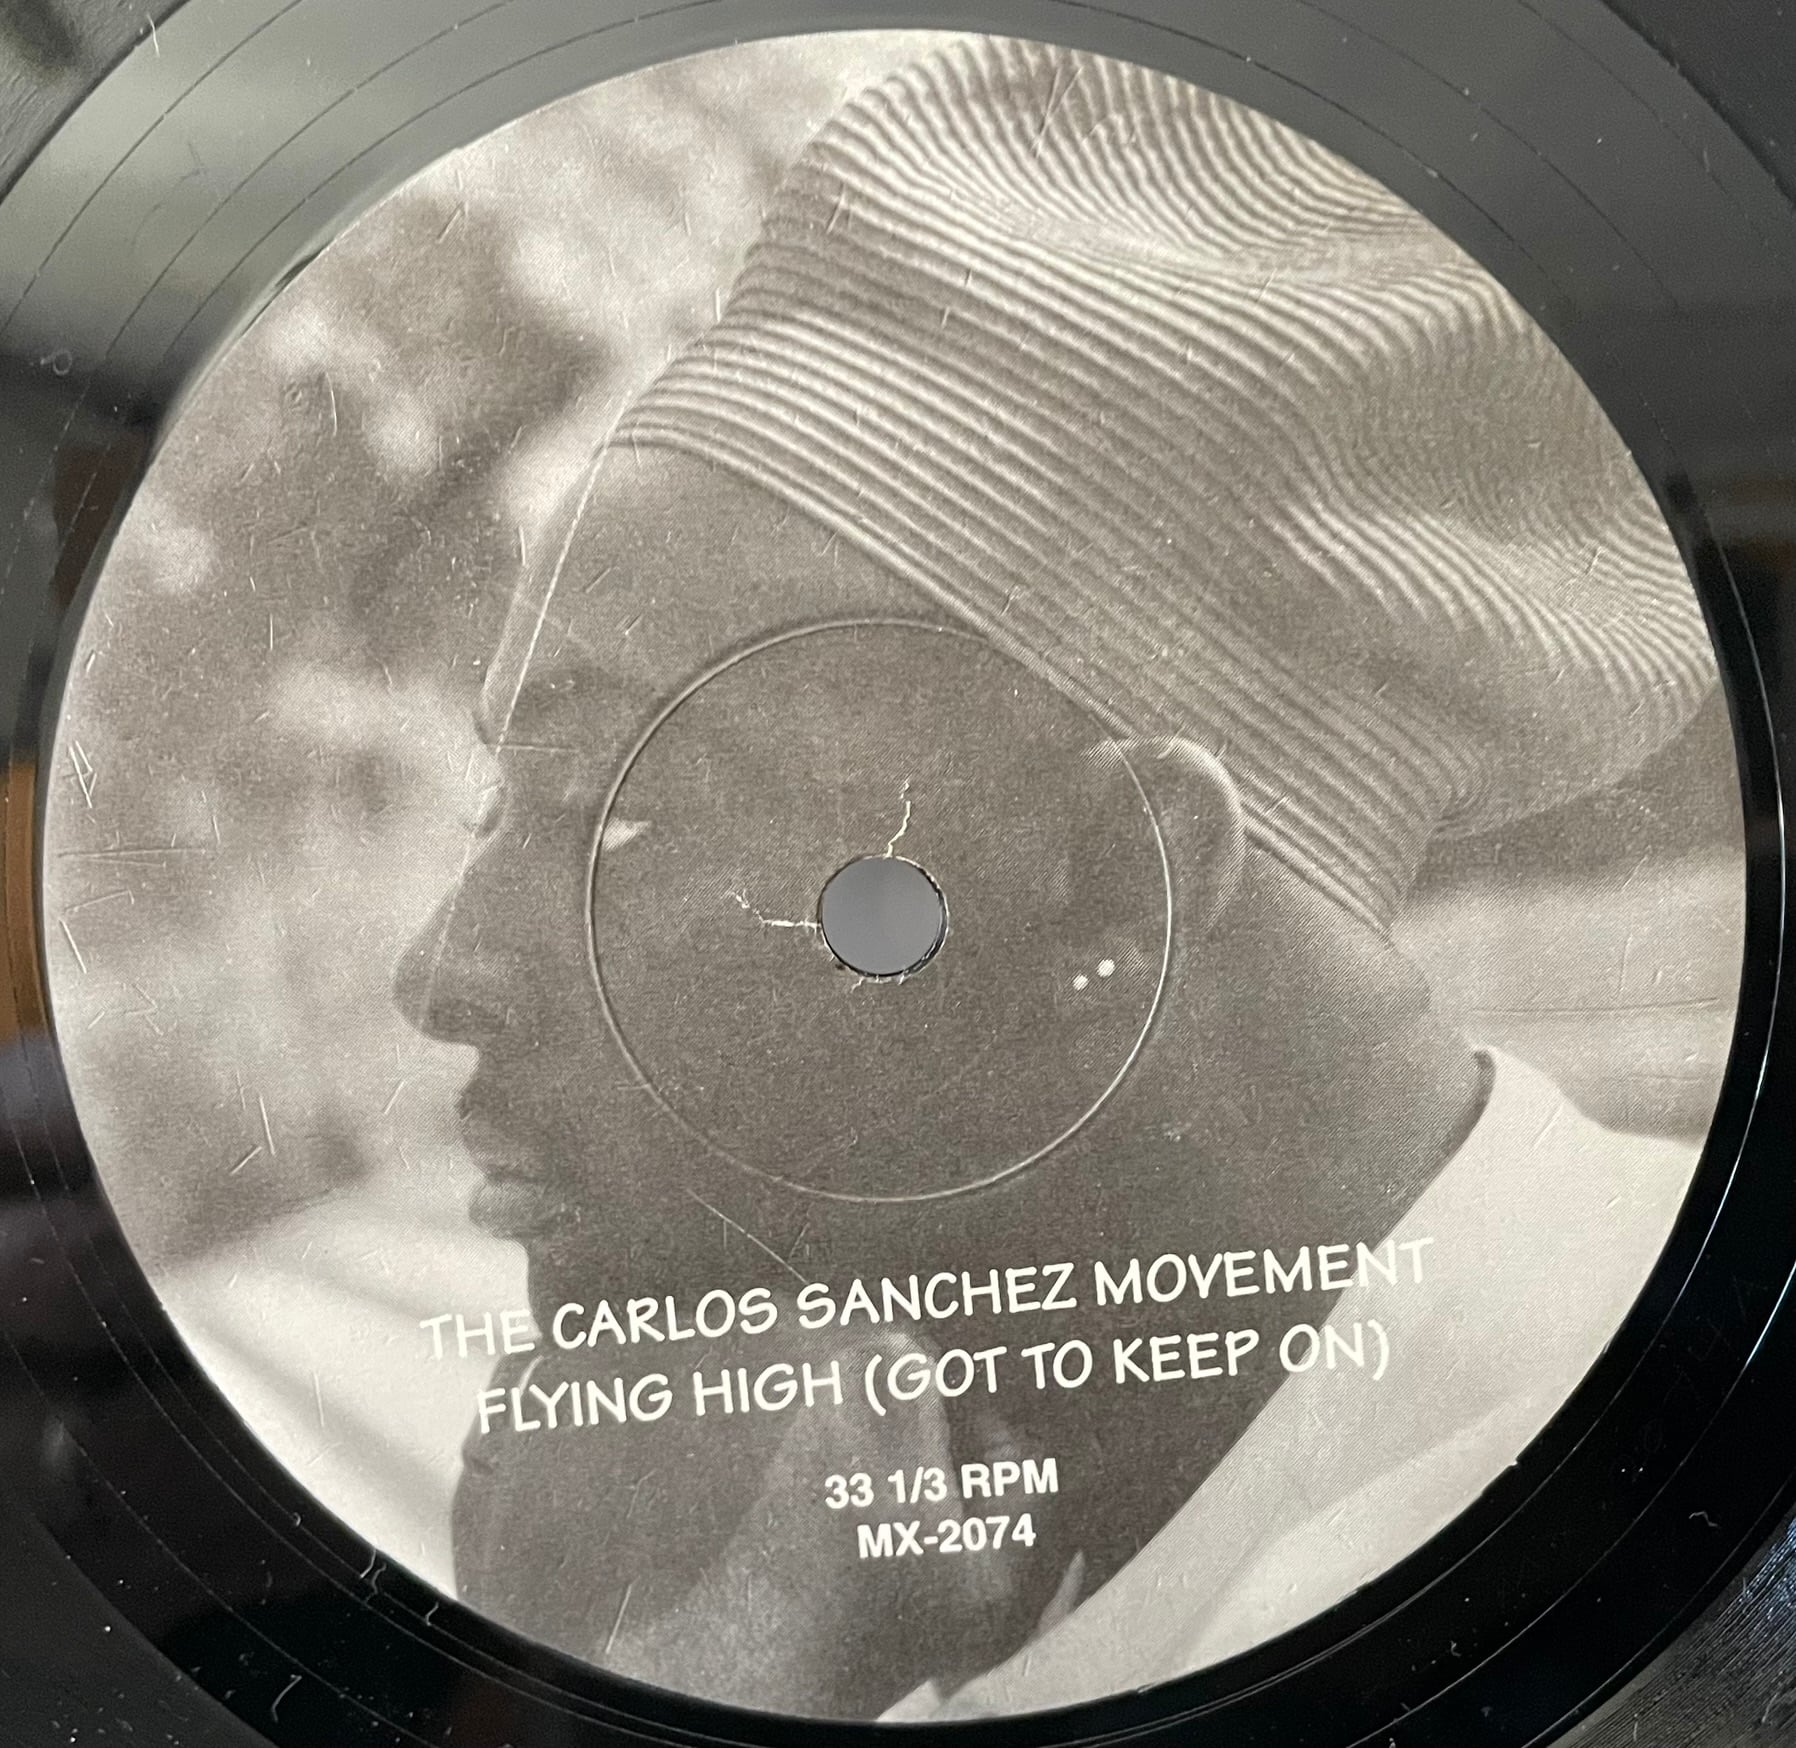 THE CARLOS SANCHEZ MOVEMENT
FLYING HIGH (GOT TO KEEP ON)
33 1/3 RPM
MX-2074